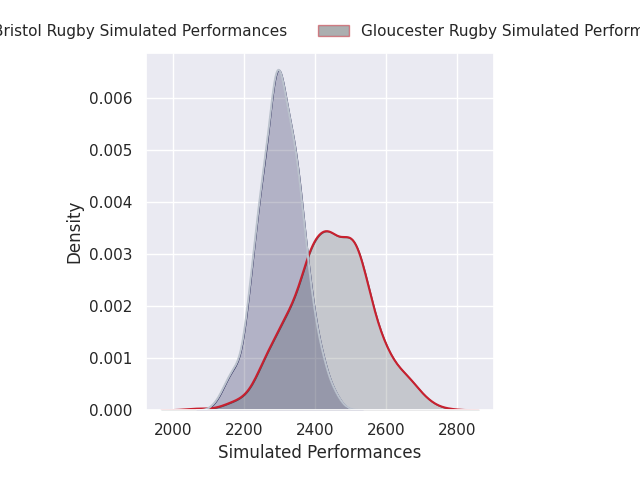 Bristol Rugby Simulated Performances Gloucester Rugby Simulated Perform
0.006
0.005
0.004
0.003
0.002
0.001
0.000
Density
2000 2200 2400 2600 2800
Simulated Performances